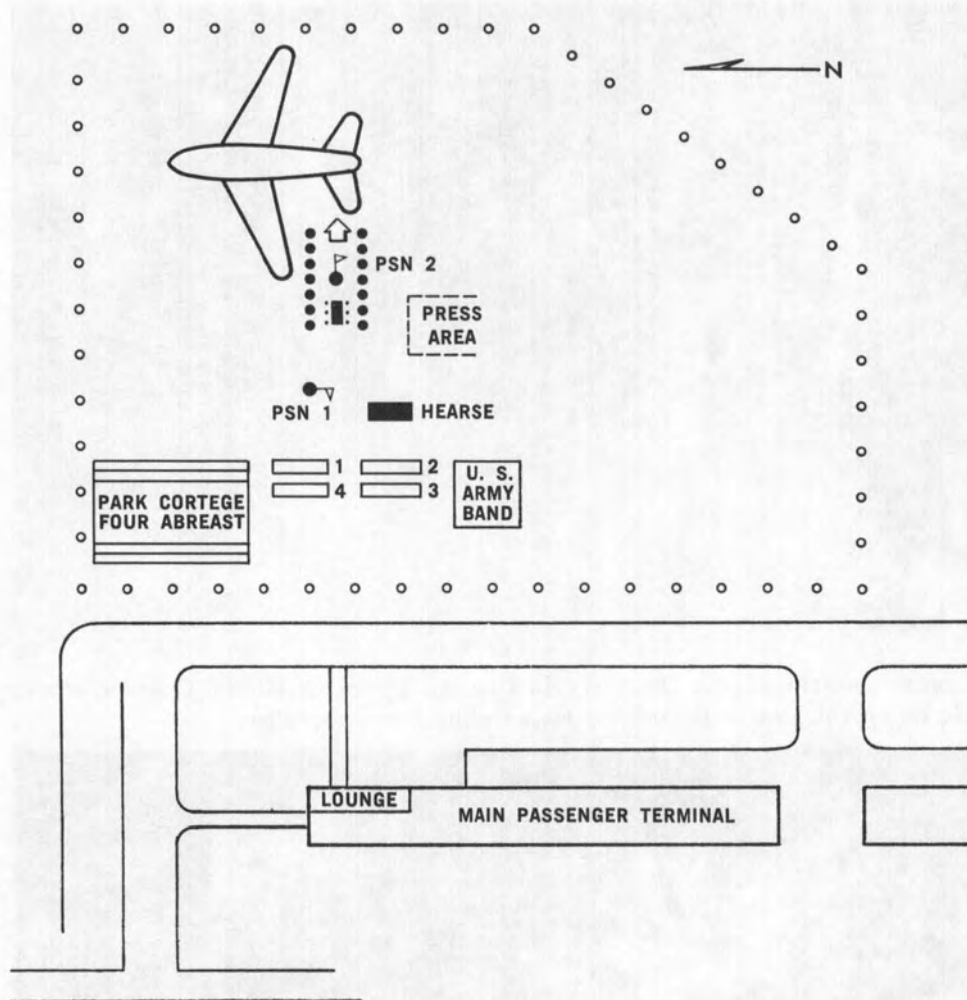 N
PSN 2
PRESS
AREA
PSN 1
HEARSE
1
2
4
3
U. S.
ARMY
BAND
PARK CORTEGE
FOUR ABREAST
LOUNGE
MAIN PASSENGER TERMINAL